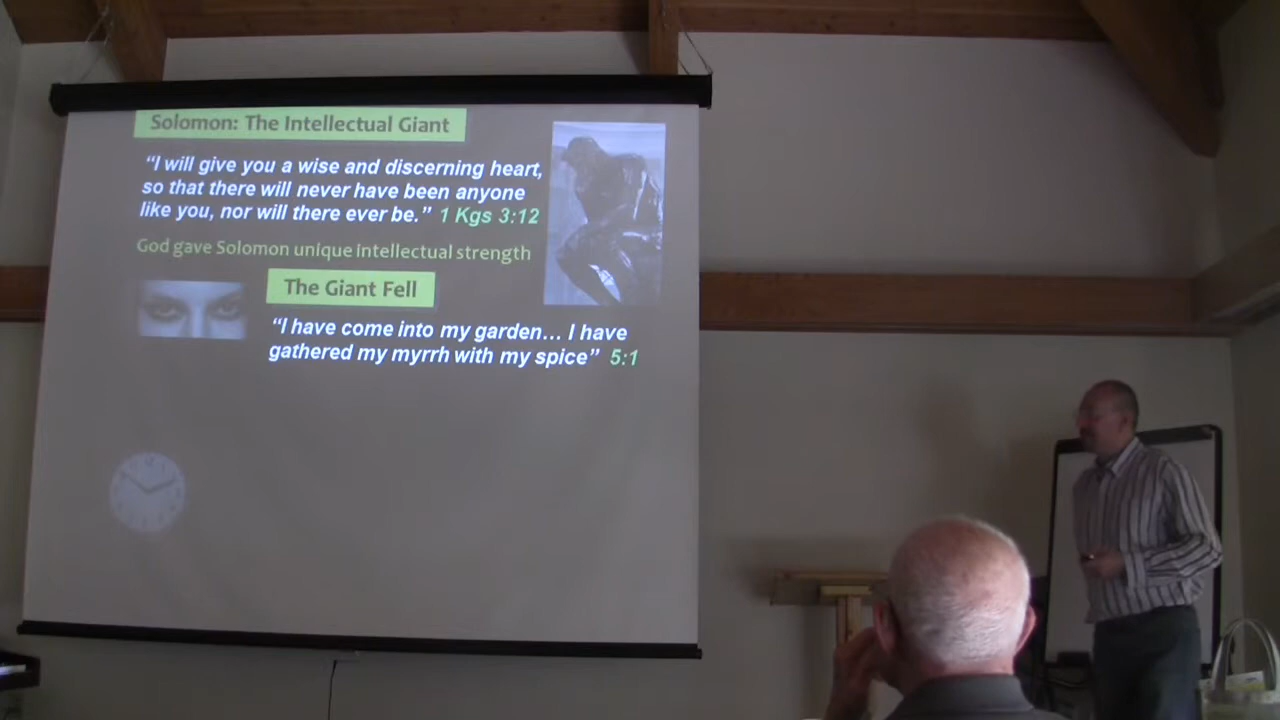 Solomon: The Intellectual Giant
“I will give you a wise and discerning heart,
so that there will never have been anyone
like you, nor will there ever be.” 1 Kgs 3:12
God gave Solomon unique intellectual strength
The Giant Fell
“I have come into my garden... I have
gathered my myrrh with my spice” 5:1